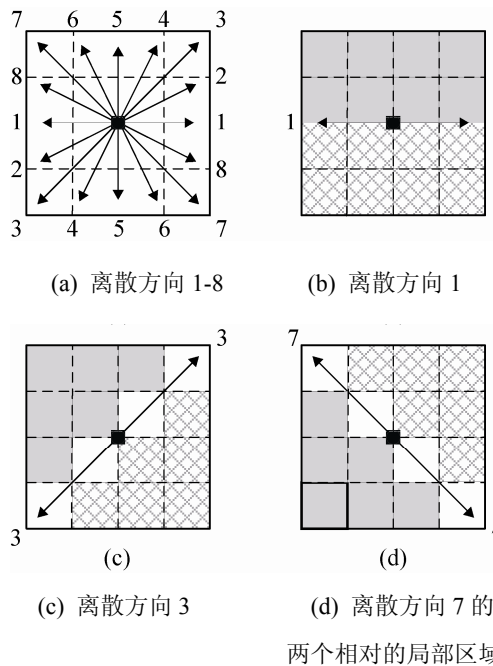 7 6 5 4 3
8 2
1 1 1
2 8
3 4 5 6 7
(a) 离散方向 1-8 (b) 离散方向 1
3 7
3
(c) (d)
(c) 离散方向 3 (d) 离散方向 7 的
两个相对的局部区域